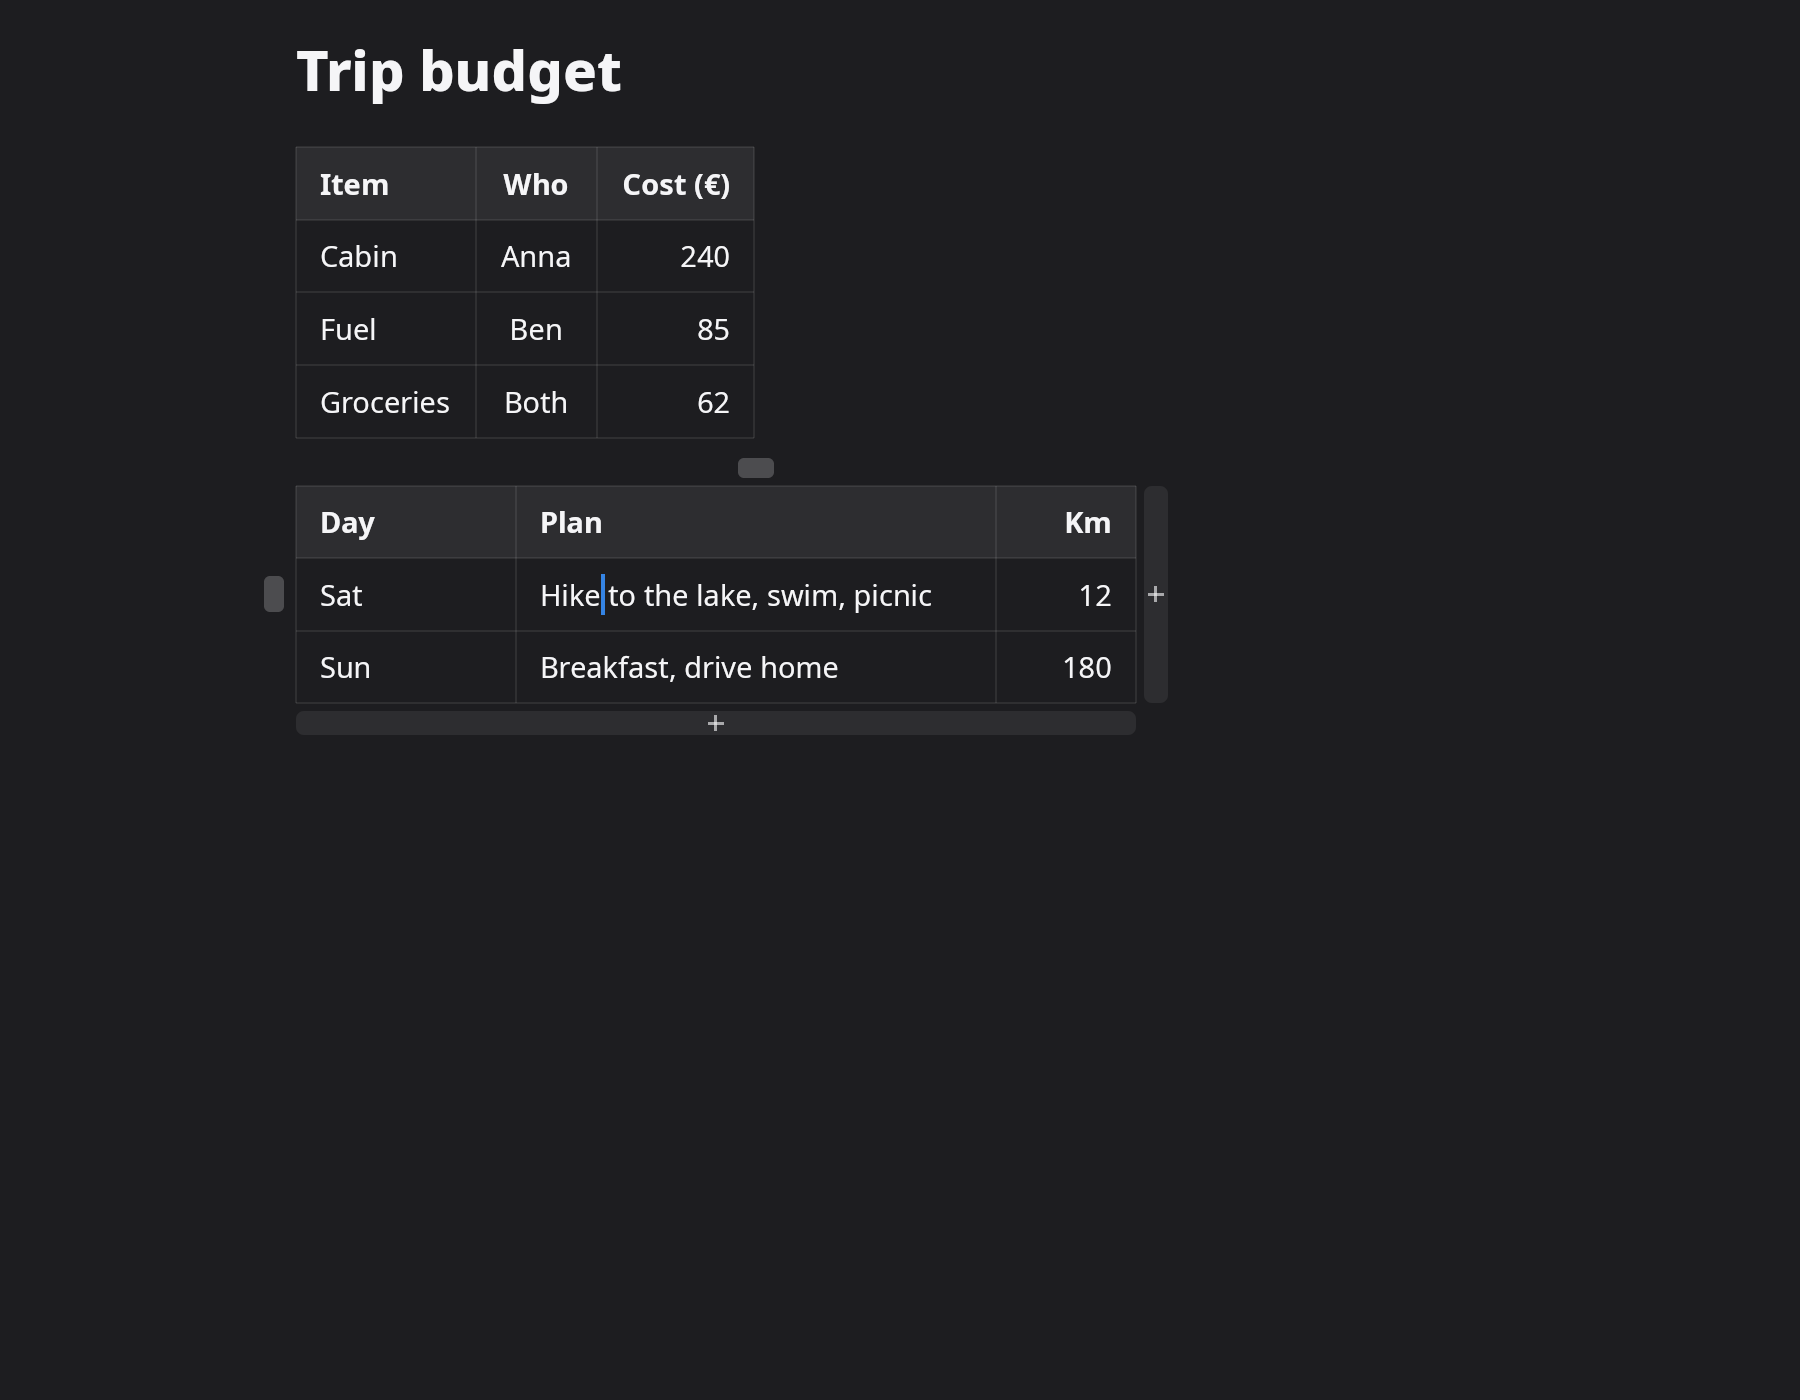 Trip budget
Item Who Cost (€)
Cabin Anna 240
Fuel Ben 85
Groceries Both 62
Day Plan Km
Sat Hike to the lake, swim, picnic 12
Sun Breakfast, drive home 180